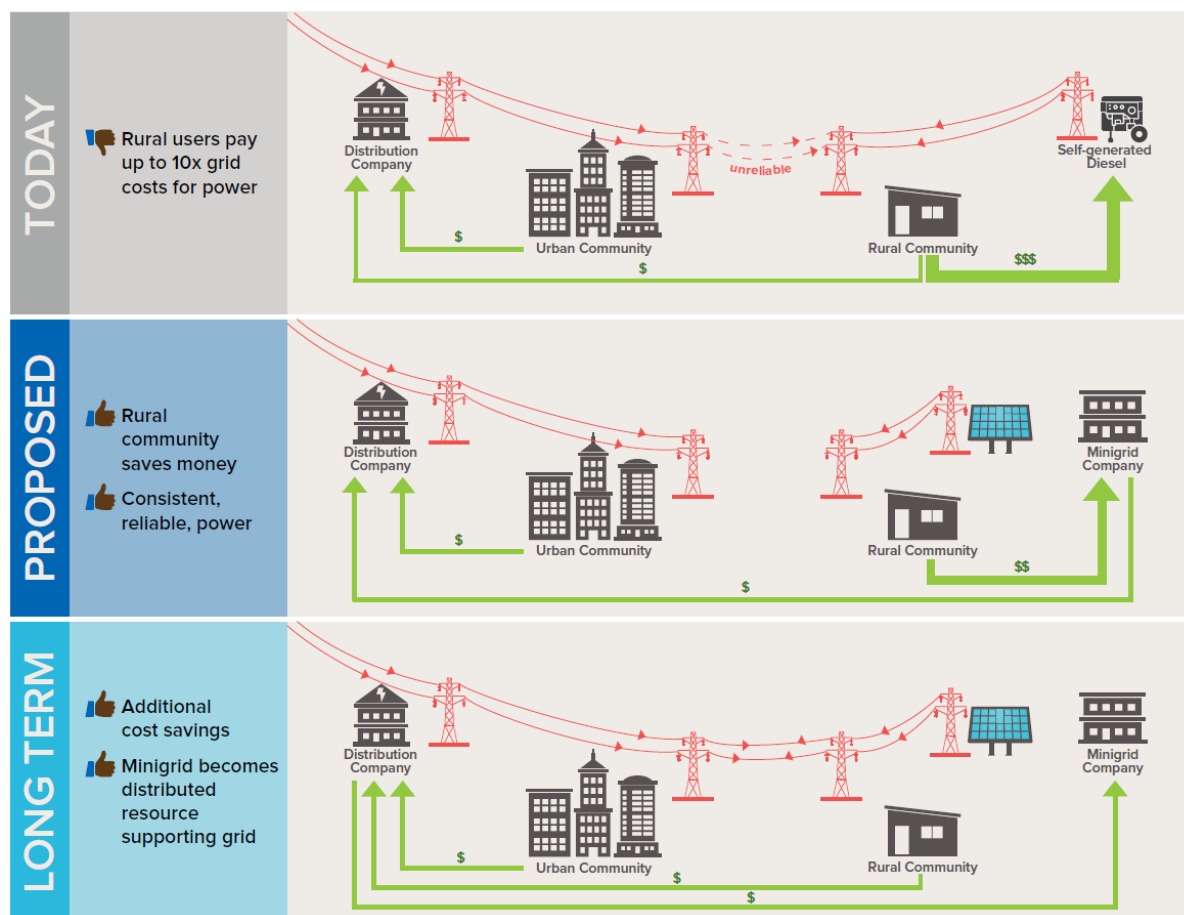 TODAY
Rural users pay
up to 10x grid
costs for power
Distribution
Company
Urban Community
unreliable
Rural Community
Self-generated
Diesel
$
$
$$$
PROPOSED
Rural
community
saves money
Consistent,
reliable, power
Distribution
Company
Urban Community
Rural Community
Minigrid
Company
$
$$
$
LONG TERM
Additional
cost savings
Minigrid becomes
distributed
resource
supporting grid
Distribution
Company
Urban Community
Rural Community
Minigrid
Company
$
$
$